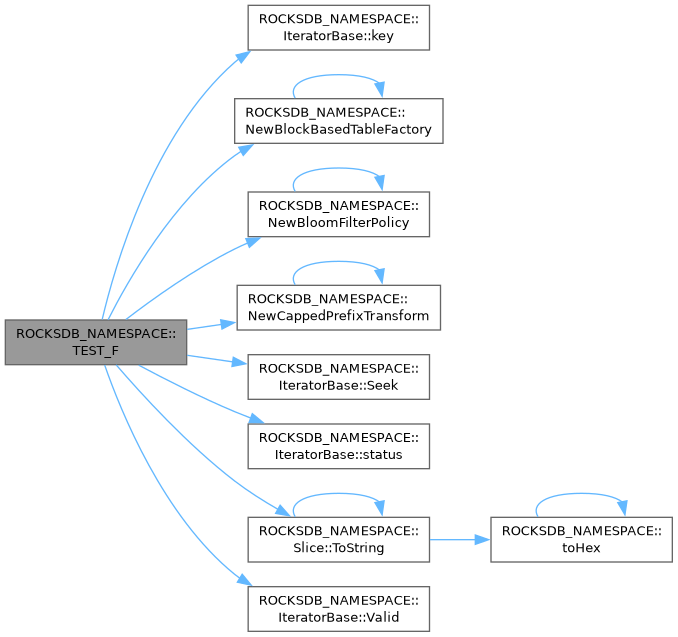 ROCKSDB_NAMESPACE::
IteratorBase::key
ROCKSDB_NAMESPACE::
NewBlockBasedTableFactory
ROCKSDB_NAMESPACE::
NewBloomFilterPolicy
ROCKSDB_NAMESPACE::
NewCappedPrefixTransform
ROCKSDB_NAMESPACE::
TEST_F
ROCKSDB_NAMESPACE::
IteratorBase::Seek
ROCKSDB_NAMESPACE::
IteratorBase::status
ROCKSDB_NAMESPACE::
Slice::ToString
ROCKSDB_NAMESPACE::
toHex
ROCKSDB_NAMESPACE::
IteratorBase::Valid